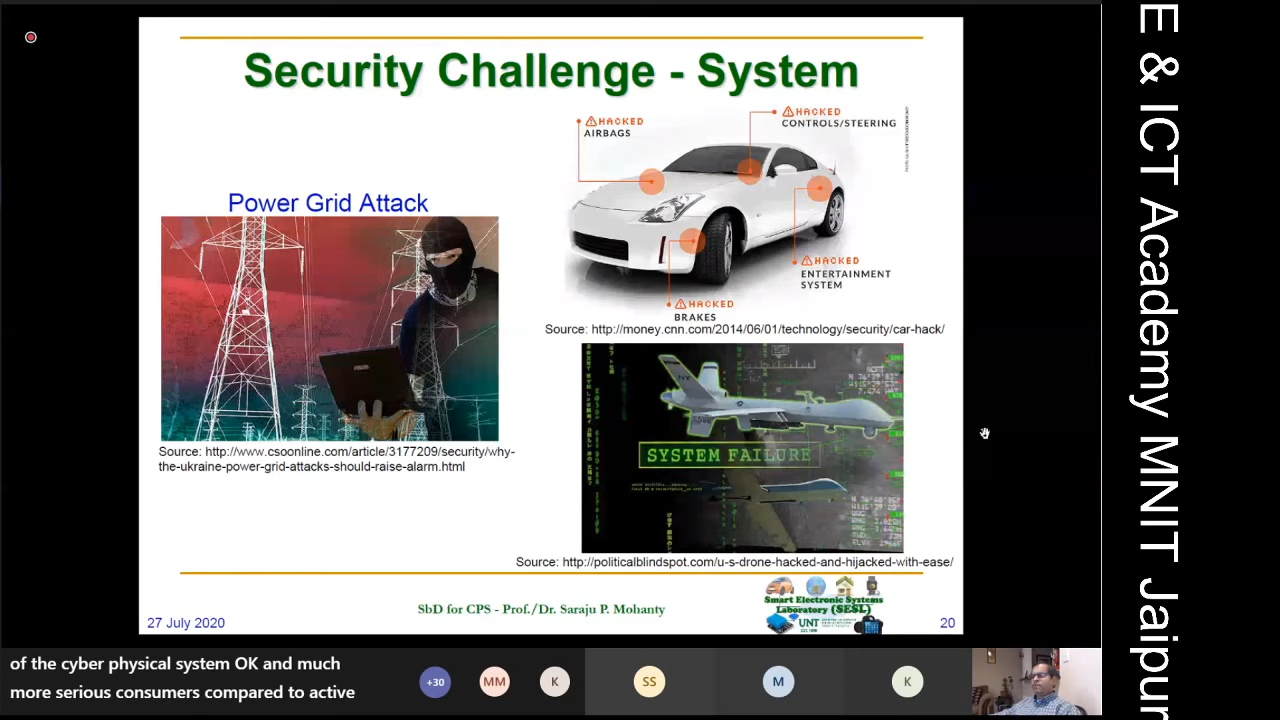 Security Challenge - System
HACKED
AIRBAGS
HACKED
CONTROLS/STEERING
HACKED
ENTERTAINMENT
SYSTEM
HACKED
BRAKES
Source: http://money.cnn.com/2014/06/01/technology/security/car-hack/
Power Grid Attack
Source: http://www.csoonline.com/article/3177209/security/why-
the-ukraine-power-grid-attacks-should-raise-alarm.html
SYSTEM FAILURE
Source: http://politicalblindspot.com/u-s-drone-hacked-and-hijacked-with-ease/
27 July 2020
SbD for CPS - Prof./Dr. Saraju P. Mohanty
Smart Electronic Systems
Laboratory (SESL)
UNT
20
of the cyber physical system OK and much
more serious consumers compared to active
+30
MM
K
SS
M
K
E & ICT Academy MNIT Jaipur